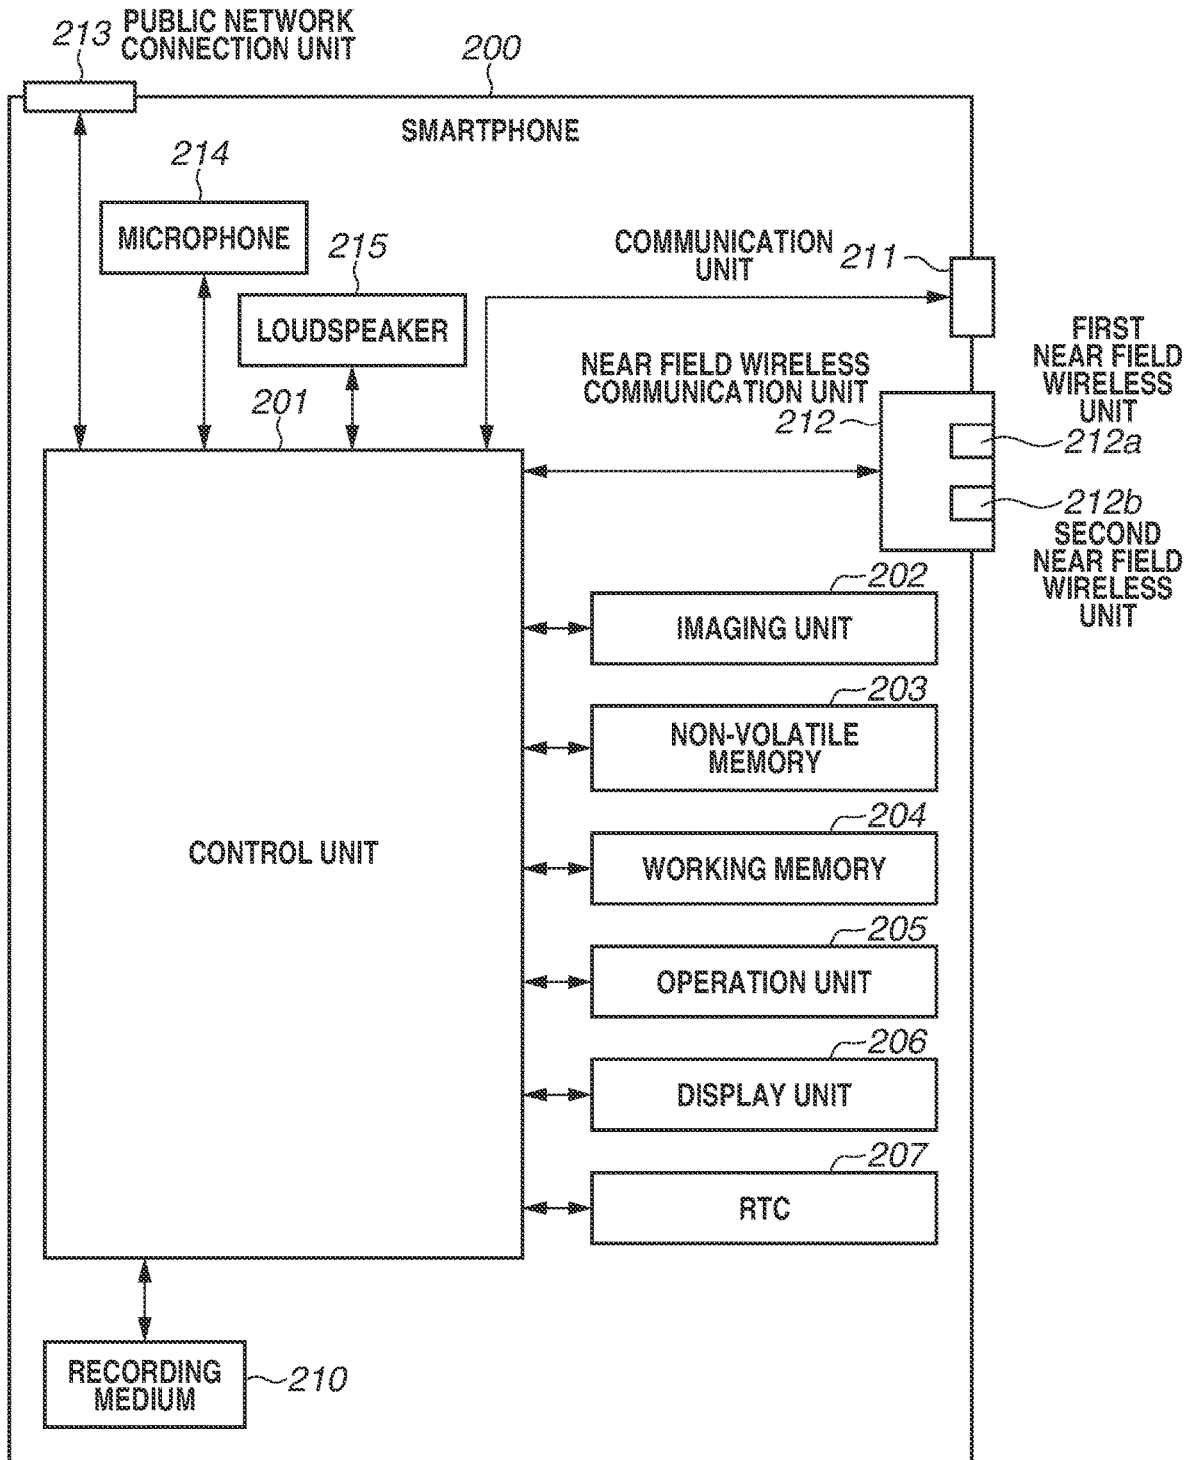 213
PUBLIC NETWORK
CONNECTION UNIT
200
SMARTPHONE
214
MICROPHONE
215
LOUDSPEAKER
COMMUNICATION
UNIT
211
FIRST
NEAR FIELD
WIRELESS
UNIT
NEAR FIELD WIRELESS
COMMUNICATION UNIT
212
212a
212b
SECOND
NEAR FIELD
WIRELESS
UNIT
201
CONTROL UNIT
202
IMAGING UNIT
203
NON-VOLATILE
MEMORY
204
WORKING MEMORY
205
OPERATION UNIT
206
DISPLAY UNIT
207
RTC
RECORDING
MEDIUM
210